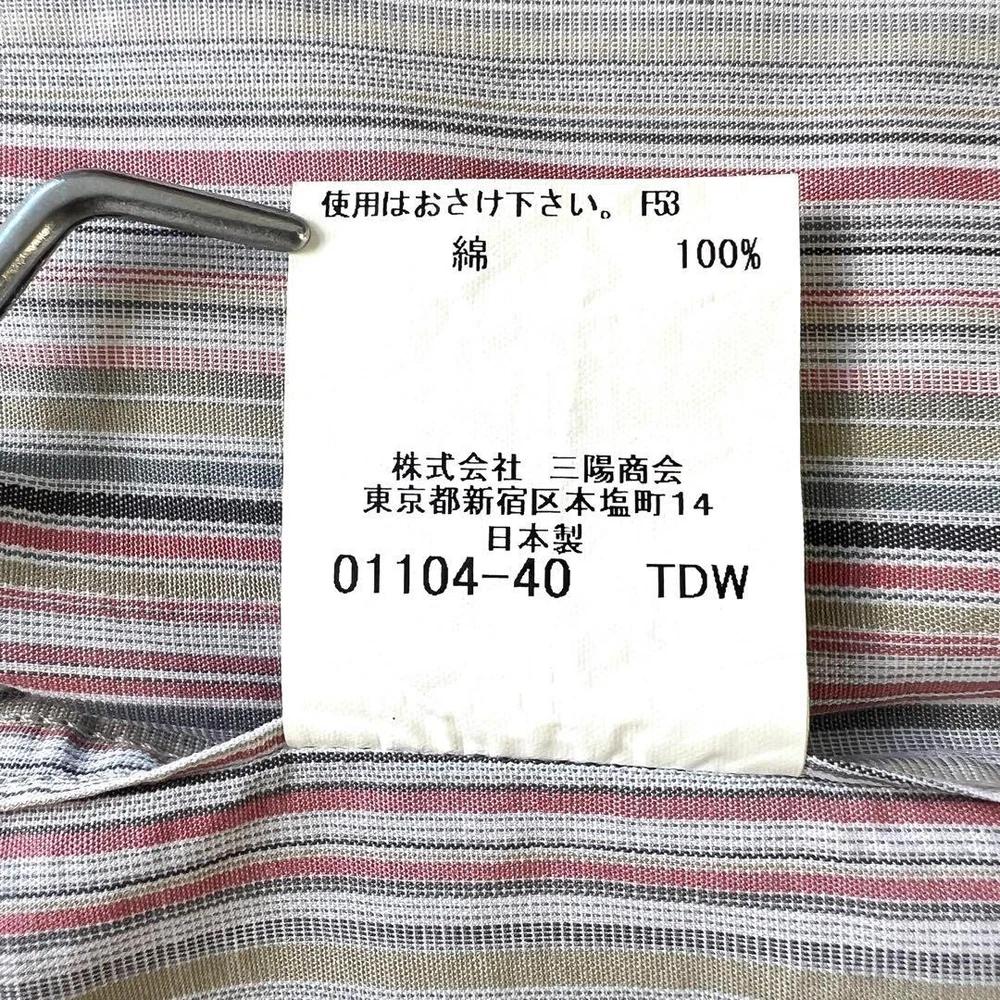 使用はおさけ下さい。 F53
綿 100%
株式会社 三陽商会
東京都新宿区本塩町14
日本製
01104-40 TDW